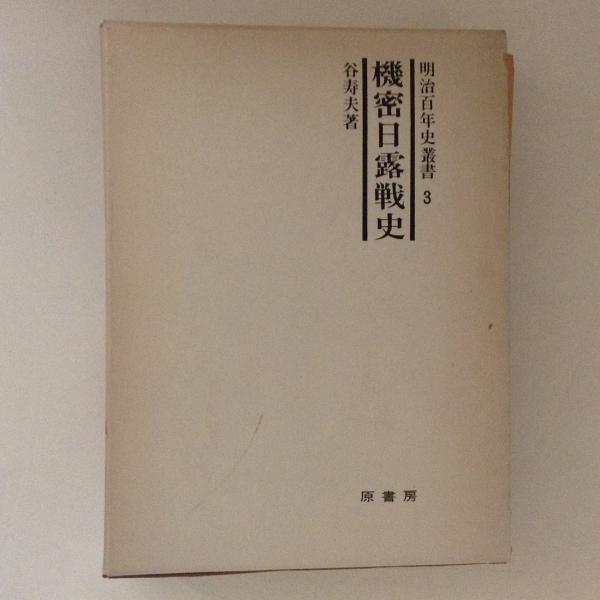 明治百年史叢書 3
機密日露戦史
谷寿夫著
原書房